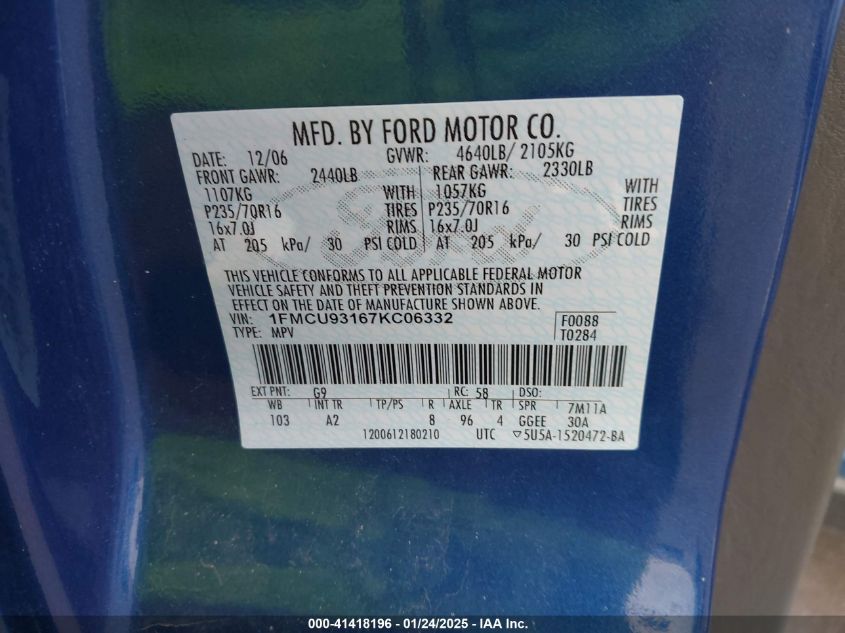 MFD. BY FORD MOTOR CO.
DATE: 12/06 GVWR: 4640LB/ 2105KG
FRONT GAWR: 2440LB REAR GAWR: 2330LB
1107KG WITH 1057KG WITH
P235/70R16 TIRES P235/70R16 TIRES
16x7.0J RIMS 16x7.0J RIMS
AT 205 kPa/ 30 PSI COLD AT 205 kPa/ 30 PSI COLD
Ford
THIS VEHICLE CONFORMS TO ALL APPLICABLE FEDERAL MOTOR
VEHICLE SAFETY AND THEFT PREVENTION STANDARDS IN
EFFECT ON THE DATE OF MANUFACTURE SHOWN ABOVE.
VIN: 1FMCU93167KC06332 F0088
TYPE: MPV T0284
EXT PNT: G9 RC: 58 DSO:
WB INT TR TP/PS R AXLE TR SPR 7M11A
103 A2 8 96 4 GGEE 30A
1200612180210 UTC ▽5U5A-1520472-BA
000-41418196 - 01/24/2025 - IAA Inc.